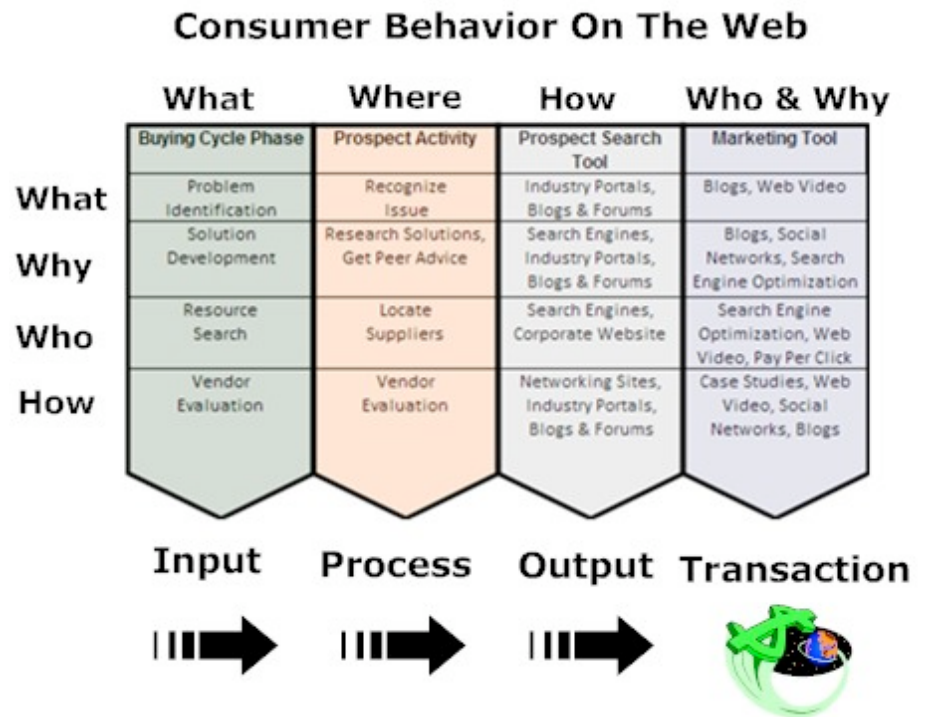 Consumer Behavior On The Web
What Where How Who & Why
Buying Cycle Phase Prospect Activity Prospect Search Marketing Tool
Tool
What
Problem Recognize Industry Portals, Blogs, Web Video
Identification Issue Blogs & Forums
Why
Solution Research Solutions, Search Engines, Blogs, Social
Development Get Peer Advice Industry Portals, Networks, Search
Blogs & Forums Engine Optimization
Who
Resource Locate Search Engines, Search Engine
Search Suppliers Corporate Website Optimization, Web
Video, Pay Per Click
How
Vendor Vendor Networking Sites, Case Studies, Web
Evaluation Evaluation Industry Portals, Video, Social
Blogs & Forums Networks, Blogs
Input Process Output Transaction